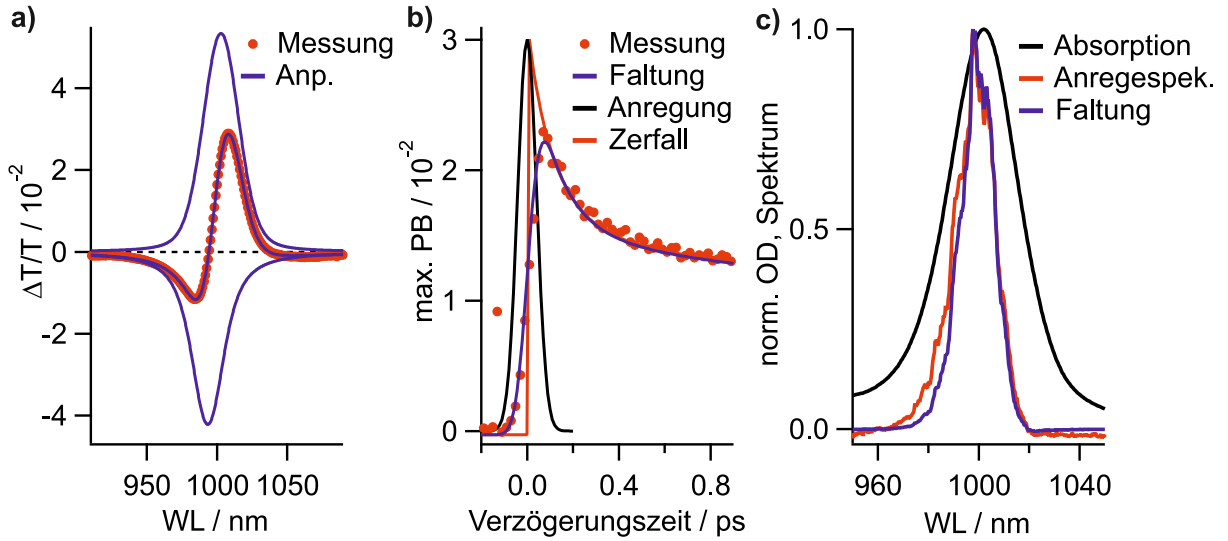 a)
Messung
Anp.
ΔT/T / 10⁻²
4
2
0
-2
-4
950
1000
1050
WL / nm
b)
Messung
Faltung
Anregung
Zerfall
max. PB / 10⁻²
3
2
1
0
0.0
0.4
0.8
Verzögerungszeit / ps
c)
Absorption
Anregespek.
Faltung
norm. OD, Spektrum
1.0
0.5
0.0
960
1000
1040
WL / nm